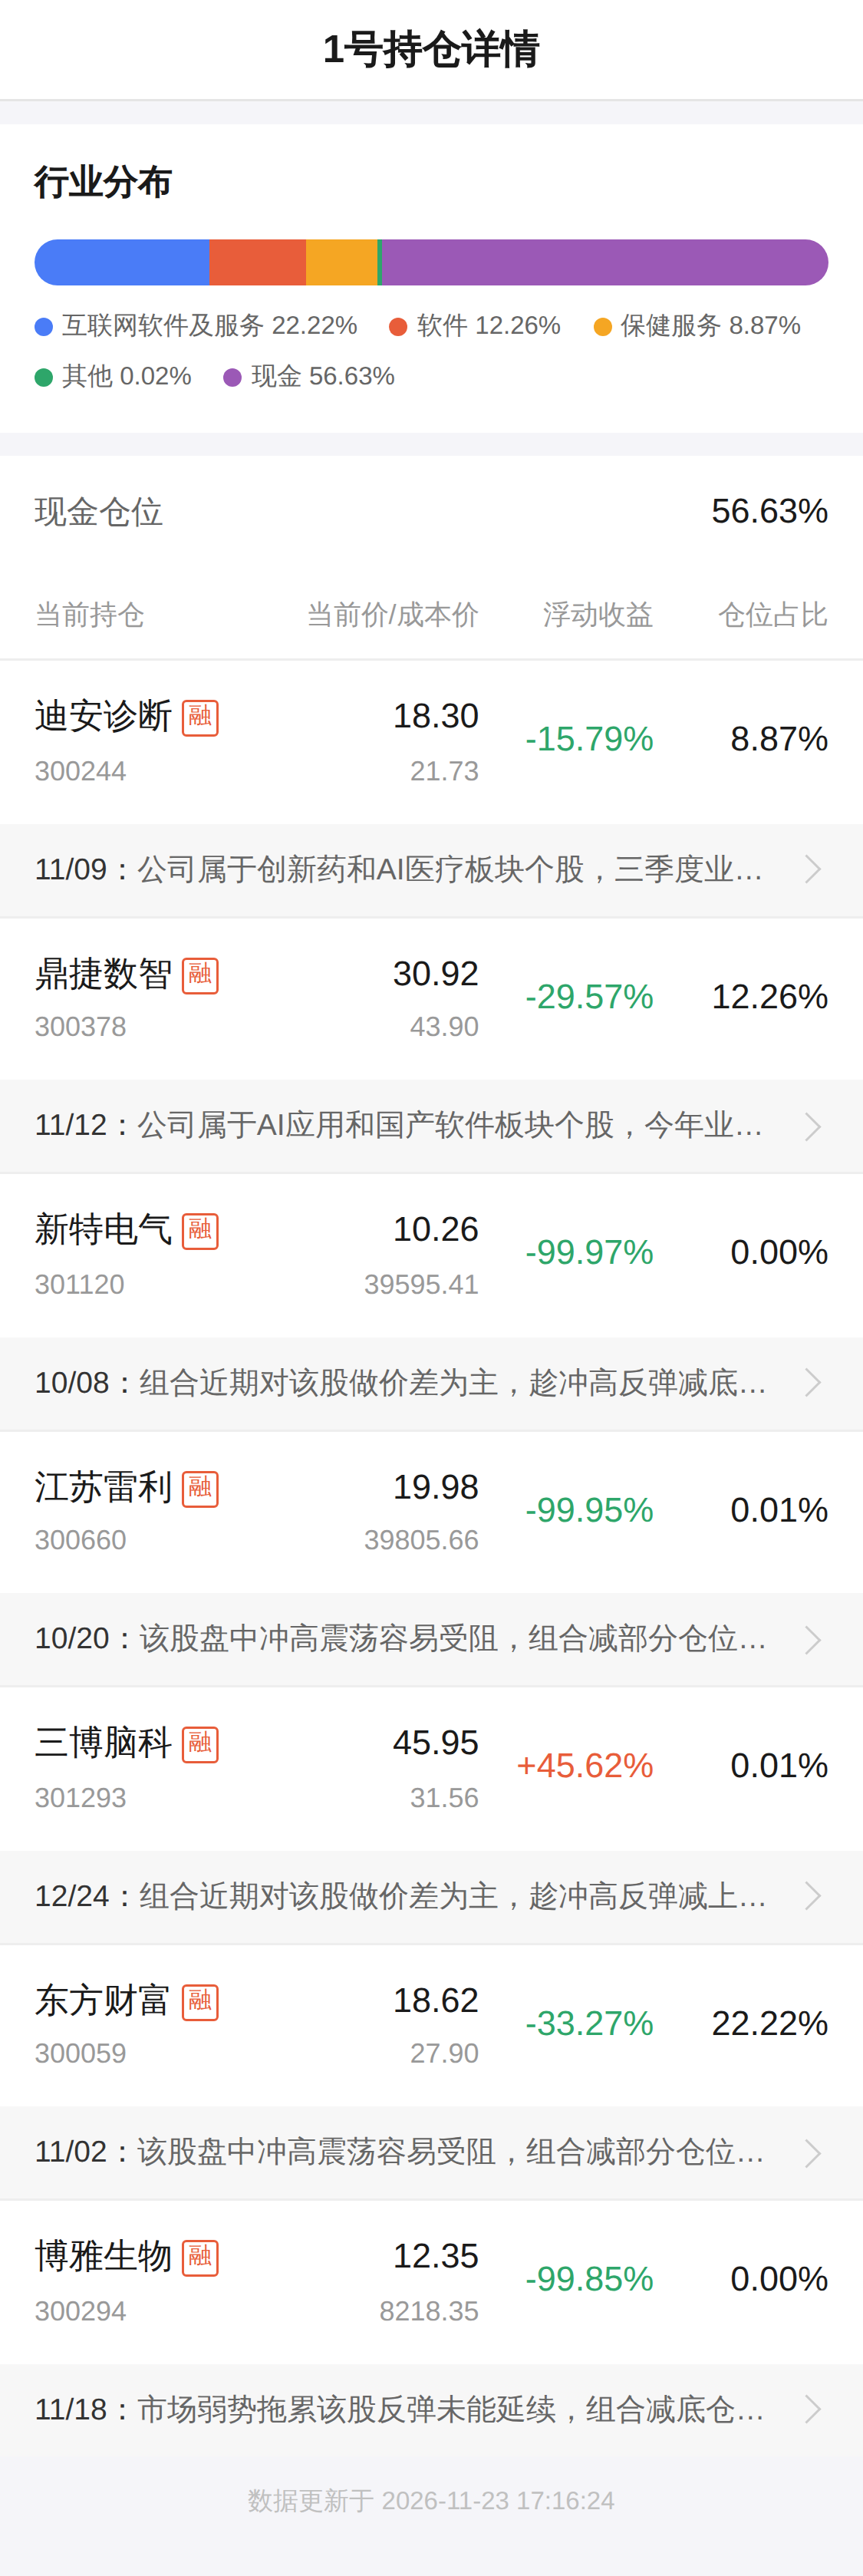 1号持仓详情
行业分布
互联网软件及服务 22.22% 软件 12.26% 保健服务 8.87%
其他 0.02% 现金 56.63%
现金仓位 56.63%
当前持仓 当前价/成本价 浮动收益 仓位占比
迪安诊断 融 18.30 -15.79% 8.87%
300244 21.73
11/09：公司属于创新药和AI医疗板块个股，三季度业…
鼎捷数智 融 30.92 -29.57% 12.26%
300378 43.90
11/12：公司属于AI应用和国产软件板块个股，今年业…
新特电气 融 10.26 -99.97% 0.00%
301120 39595.41
10/08：组合近期对该股做价差为主，趁冲高反弹减底…
江苏雷利 融 19.98 -99.95% 0.01%
300660 39805.66
10/20：该股盘中冲高震荡容易受阻，组合减部分仓位…
三博脑科 融 45.95 +45.62% 0.01%
301293 31.56
12/24：组合近期对该股做价差为主，趁冲高反弹减上…
东方财富 融 18.62 -33.27% 22.22%
300059 27.90
11/02：该股盘中冲高震荡容易受阻，组合减部分仓位…
博雅生物 融 12.35 -99.85% 0.00%
300294 8218.35
11/18：市场弱势拖累该股反弹未能延续，组合减底仓…
数据更新于 2026-11-23 17:16:24